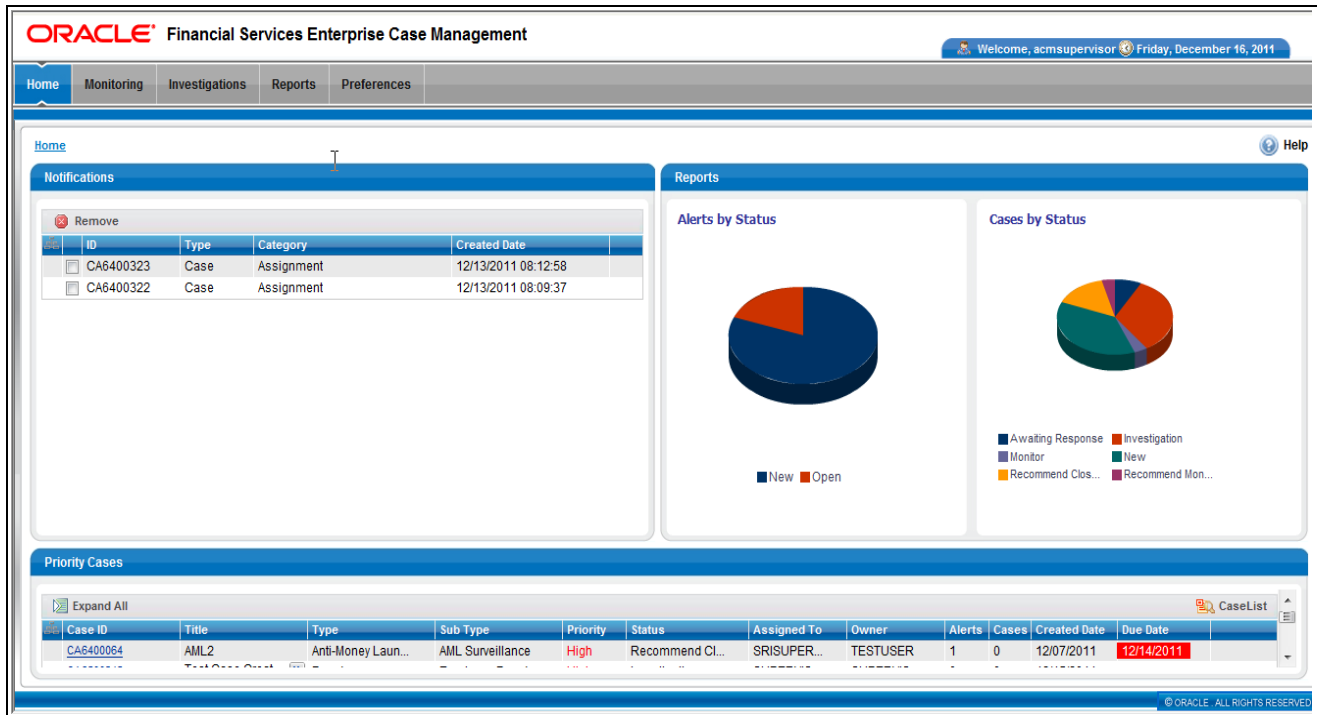 ORACLE® Financial Services Enterprise Case Management
Welcome, acmsupervisor Friday, December 16, 2011
Home Monitoring Investigations Reports Preferences
Home
Help
Notifications
Remove
ID Type Category Created Date
CA6400323 Case Assignment 12/13/2011 08:12:58
CA6400322 Case Assignment 12/13/2011 08:09:37
Reports
Alerts by Status
New Open
Cases by Status
Awaiting Response Investigation
Monitor New
Recommend Clos... Recommend Mon...
Priority Cases
Expand All
CaseList
Case ID Title Type Sub Type Priority Status Assigned To Owner Alerts Cases Created Date Due Date
CA6400064 AML2 Anti-Money Laun... AML Surveillance High Recommend Cl... SRISUPER... TESTUSER 1 0 12/07/2011 12/14/2011
© ORACLE . ALL RIGHTS RESERVED